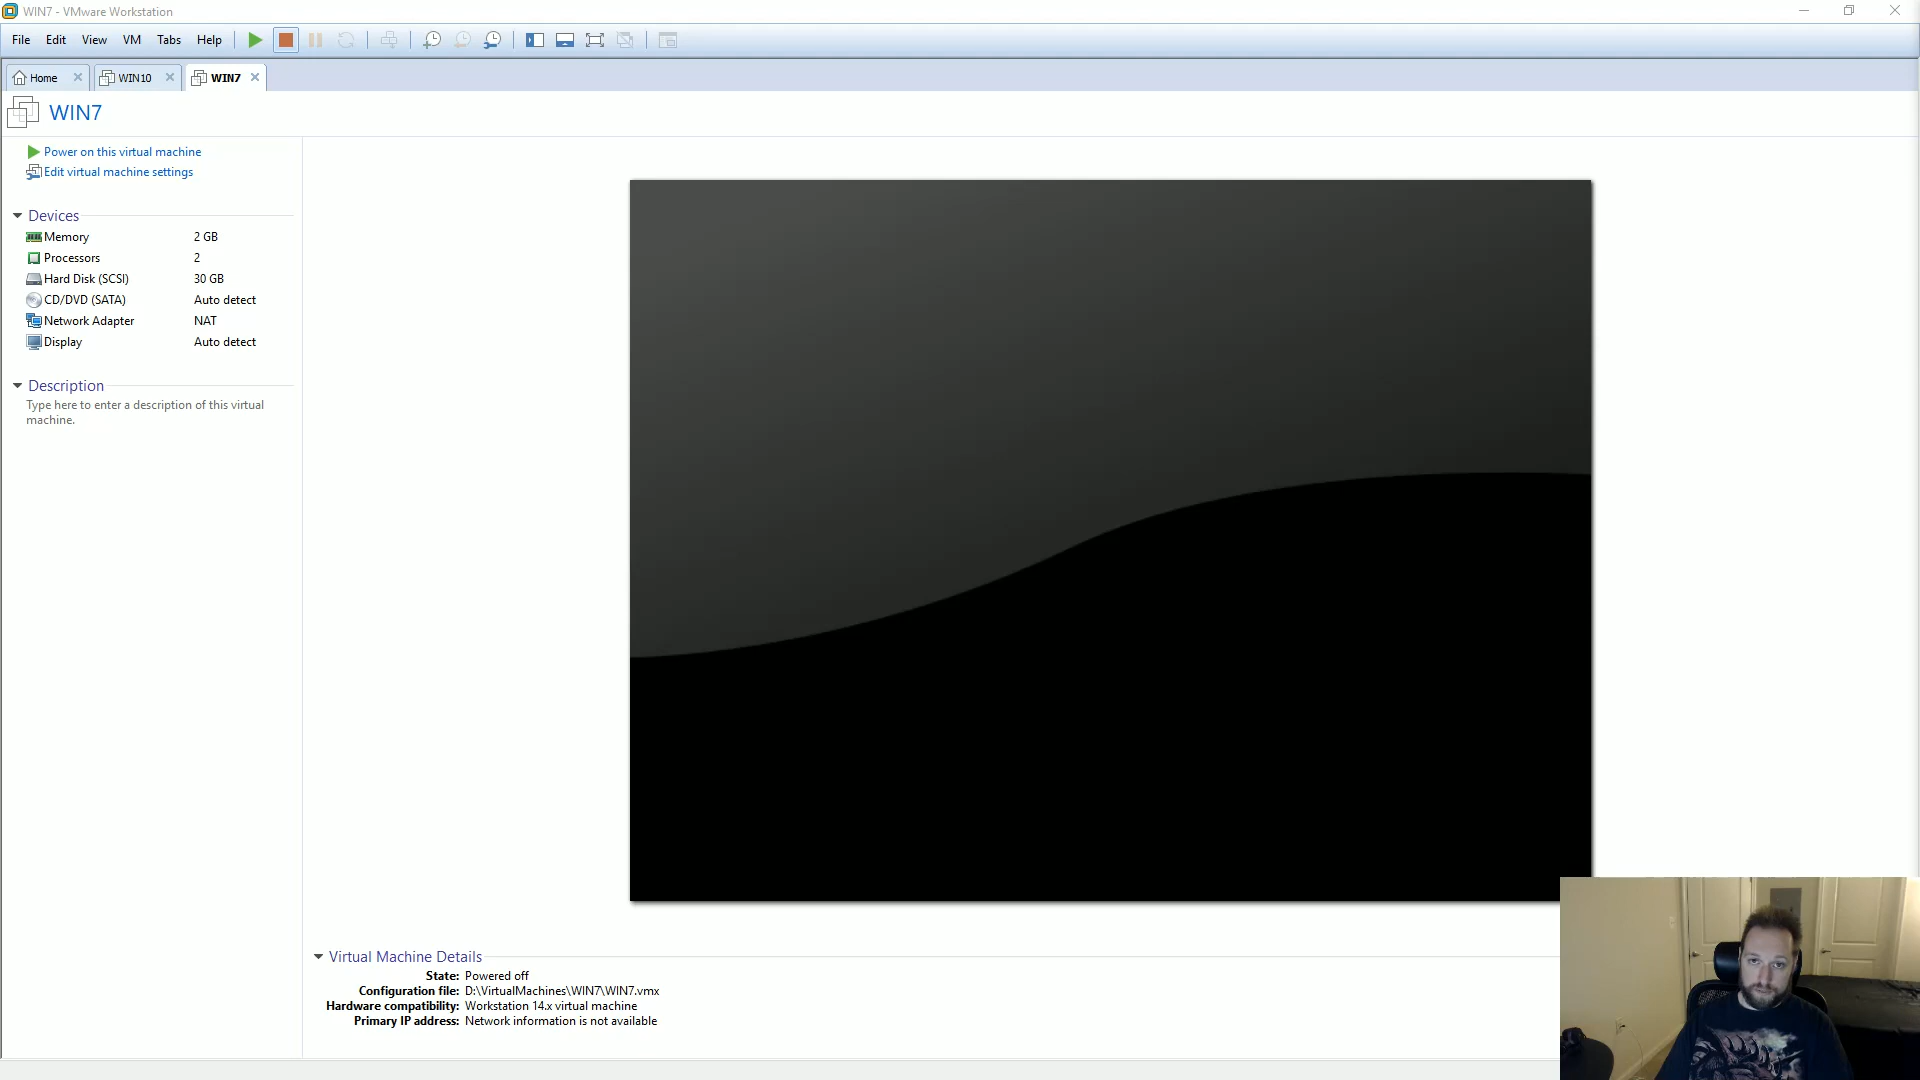 WIN7 - VMware Workstation
File Edit View VM Tabs Help
Home WIN10 WIN7
WIN7
Power on this virtual machine
Edit virtual machine settings
Devices
Memory 2 GB
Processors 2
Hard Disk (SCSI) 30 GB
CD/DVD (SATA) Auto detect
Network Adapter NAT
Display Auto detect
Description
Type here to enter a description of this virtual
machine.
Virtual Machine Details
State: Powered off
Configuration file: D:\VirtualMachines\WIN7\WIN7.vmx
Hardware compatibility: Workstation 14.x virtual machine
Primary IP address: Network information is not available